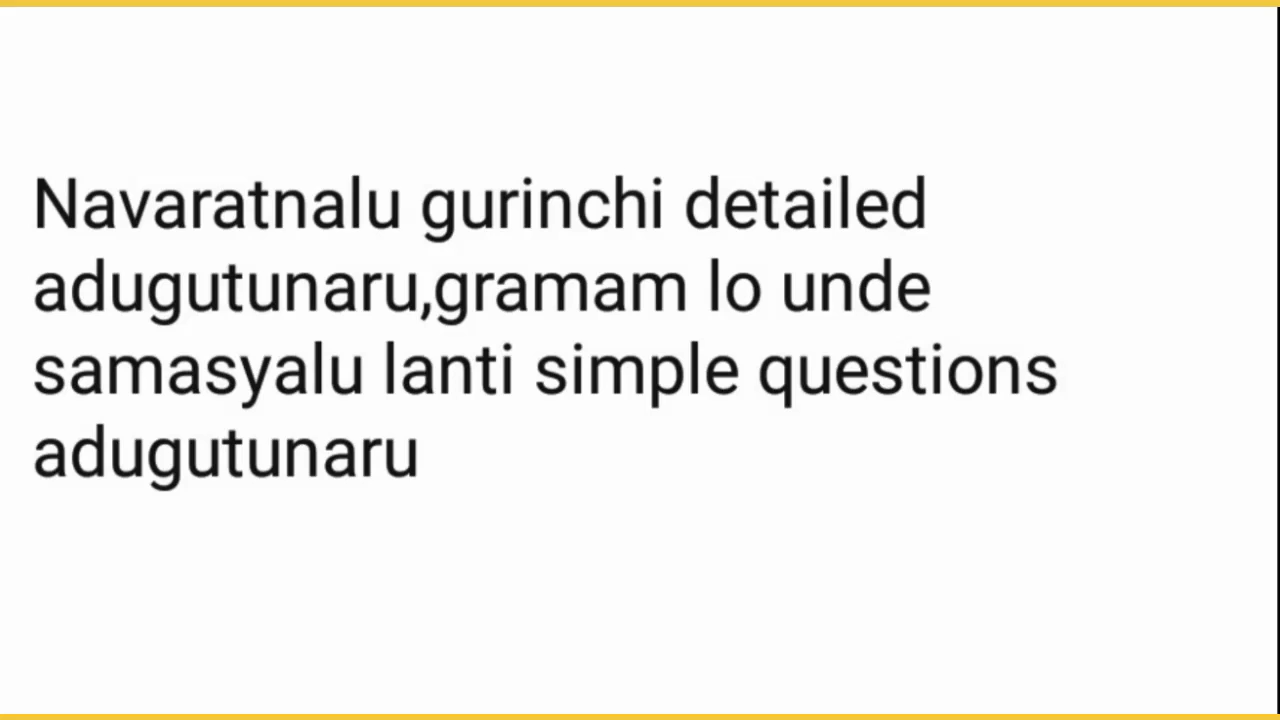 Navaratnalu gurinchi detailed
adugutunaru,gramam lo unde
samasyalu lanti simple questions
adugutunaru